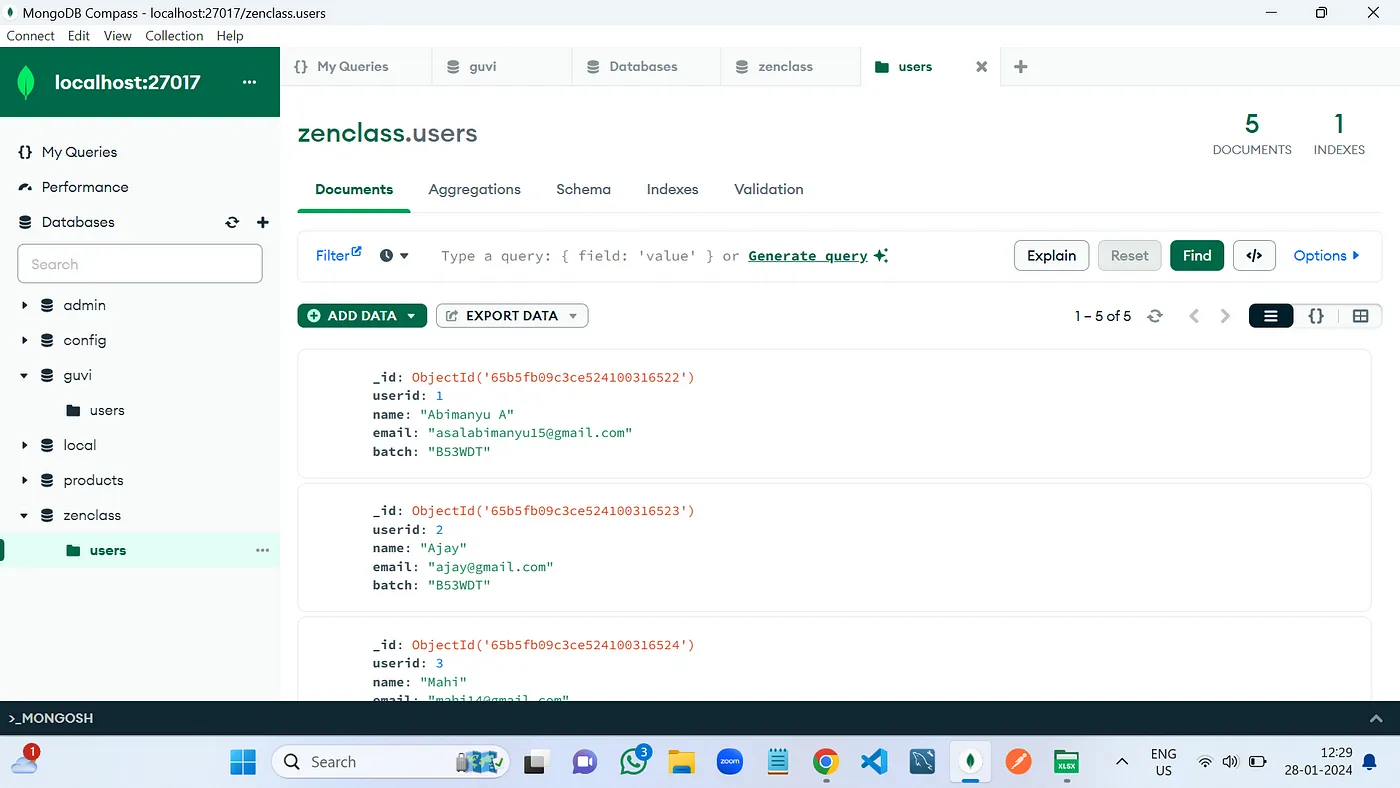 MongoDB Compass - localhost:27017/zenclass.users
Connect Edit View Collection Help
localhost:27017 ...
{} My Queries guvi Databases zenclass users
zenclass.users
5 DOCUMENTS
1 INDEXES
{} My Queries
Performance
Databases
Search
admin
config
guvi
users
local
products
zenclass
users ...
Documents Aggregations Schema Indexes Validation
Filter Type a query: { field: 'value' } or Generate query Explain Reset Find </> Options
ADD DATA EXPORT DATA 1 – 5 of 5 {}
_id: ObjectId('65b5fb09c3ce524100316522')
userid: 1
name: "Abimanyu A"
email: "asalabimanyu15@gmail.com"
batch: "B53WDT"
_id: ObjectId('65b5fb09c3ce524100316523')
userid: 2
name: "Ajay"
email: "ajay@gmail.com"
batch: "B53WDT"
_id: ObjectId('65b5fb09c3ce524100316524')
userid: 3
name: "Mahi"
email: "mahi14@gmail.com"
>_MONGOSH
1 Search 3 zoom XLSX ENG 12:29
US 28-01-2024